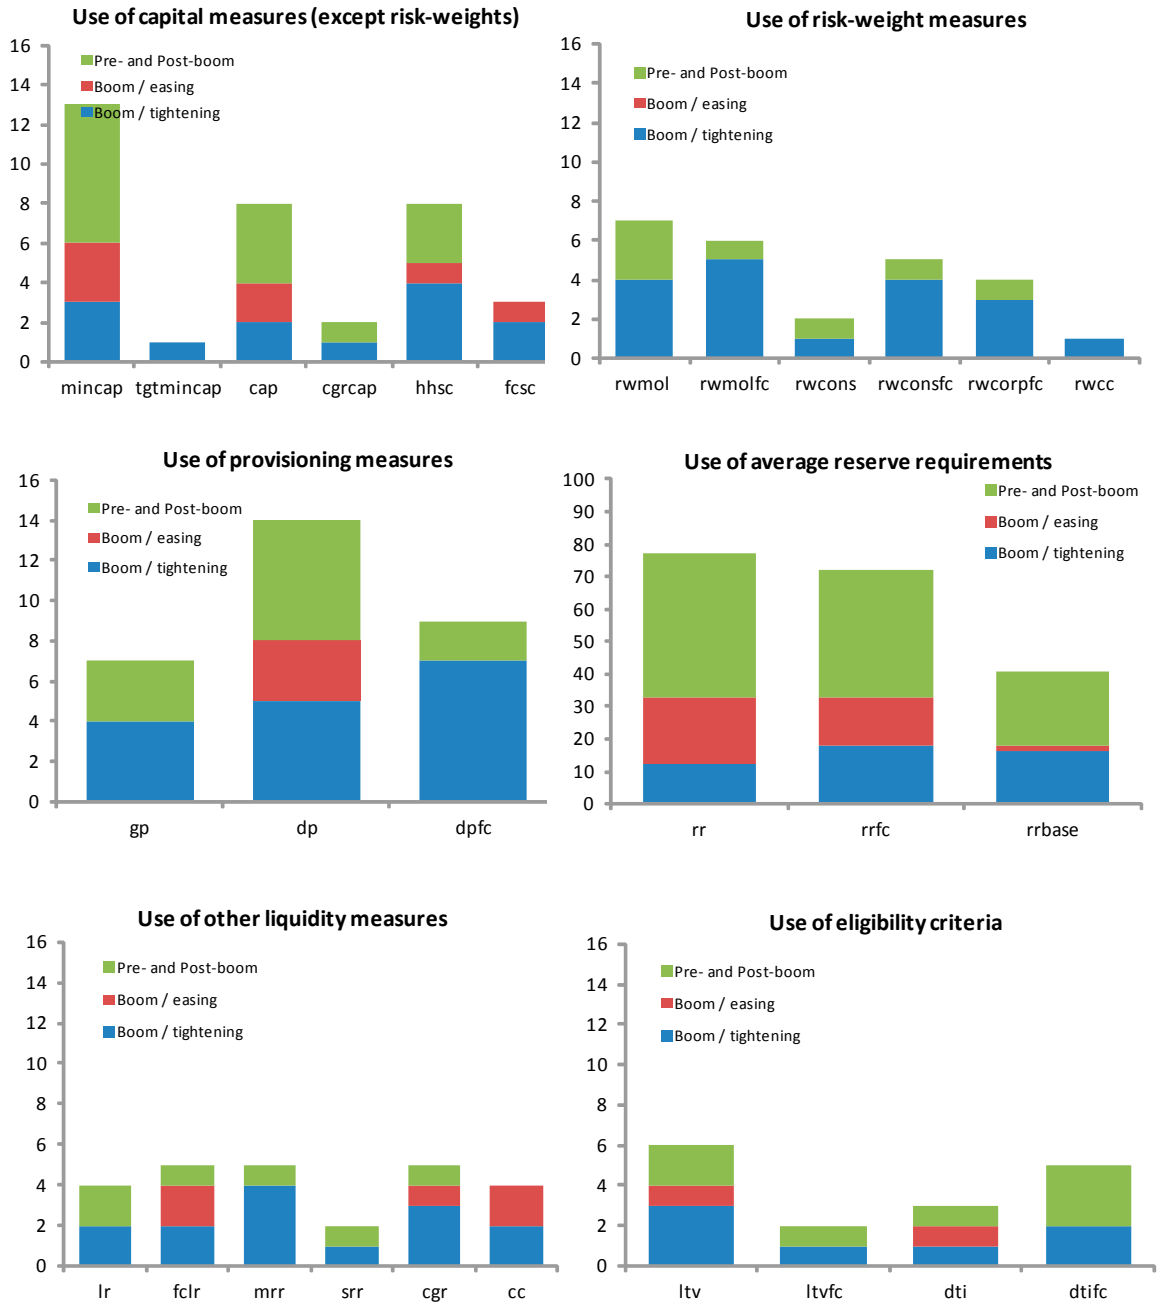 Use of capital measures (except risk-weights)
16
14
12
10
8
6
4
2
0
Pre- and Post-boom
Boom / easing
Boom / tightening
mincap tgtmincap cap cgrcap hhsc fcsc
Use of risk-weight measures
16
14
12
10
8
6
4
2
0
Pre- and Post-boom
Boom / easing
Boom / tightening
rwmol rwmolfc rwcons rwconsfc rwcorpfc rwcc
Use of provisioning measures
16
14
12
10
8
6
4
2
0
Pre- and Post-boom
Boom / easing
Boom / tightening
gp dp dpfc
Use of average reserve requirements
100
90
80
70
60
50
40
30
20
10
0
Pre- and Post-boom
Boom / easing
Boom / tightening
rr rrfc rrbase
Use of other liquidity measures
16
14
12
10
8
6
4
2
0
Pre- and Post-boom
Boom / easing
Boom / tightening
lr fclr mrr srr cgr cc
Use of eligibility criteria
16
14
12
10
8
6
4
2
0
Pre- and Post-boom
Boom / easing
Boom / tightening
ltv ltvfc dti dtifc